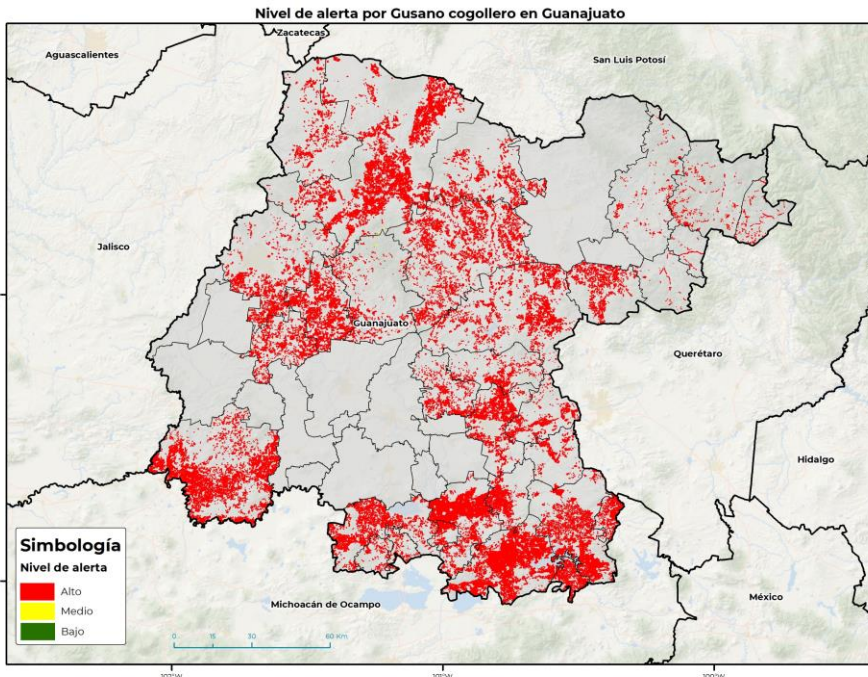 Nivel de alerta por Gusano cogollero en Guanajuato
Zacatecas
Aguascalientes
San Luis Potosí
Jalisco
Guanajuato
Querétaro
Hidalgo
Simbología
Nivel de alerta
Alto
Medio
Bajo
Michoacán de Ocampo
México
0 15 30 60 Km